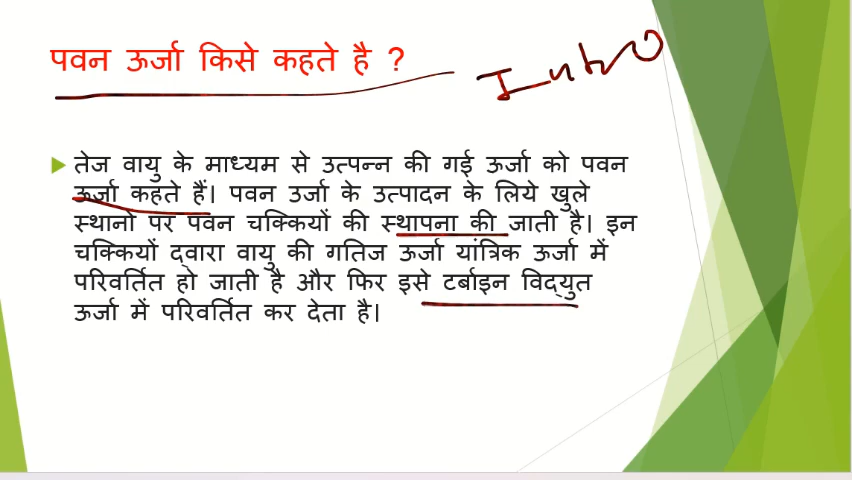 पवन ऊर्जा किसे कहते है ?
Intro
तेज वायु के माध्यम से उत्पन्न की गई ऊर्जा को पवन
ऊर्जा कहते हैं। पवन उर्जा के उत्पादन के लिये खुले
स्थानो पर पवन चक्कियों की स्थापना की जाती है। इन
चक्कियों द्वारा वायु की गतिज ऊर्जा यांत्रिक ऊर्जा में
परिवर्तित हो जाती है और फिर इसे टर्बाइन विद्युत
ऊर्जा में परिवर्तित कर देता है।